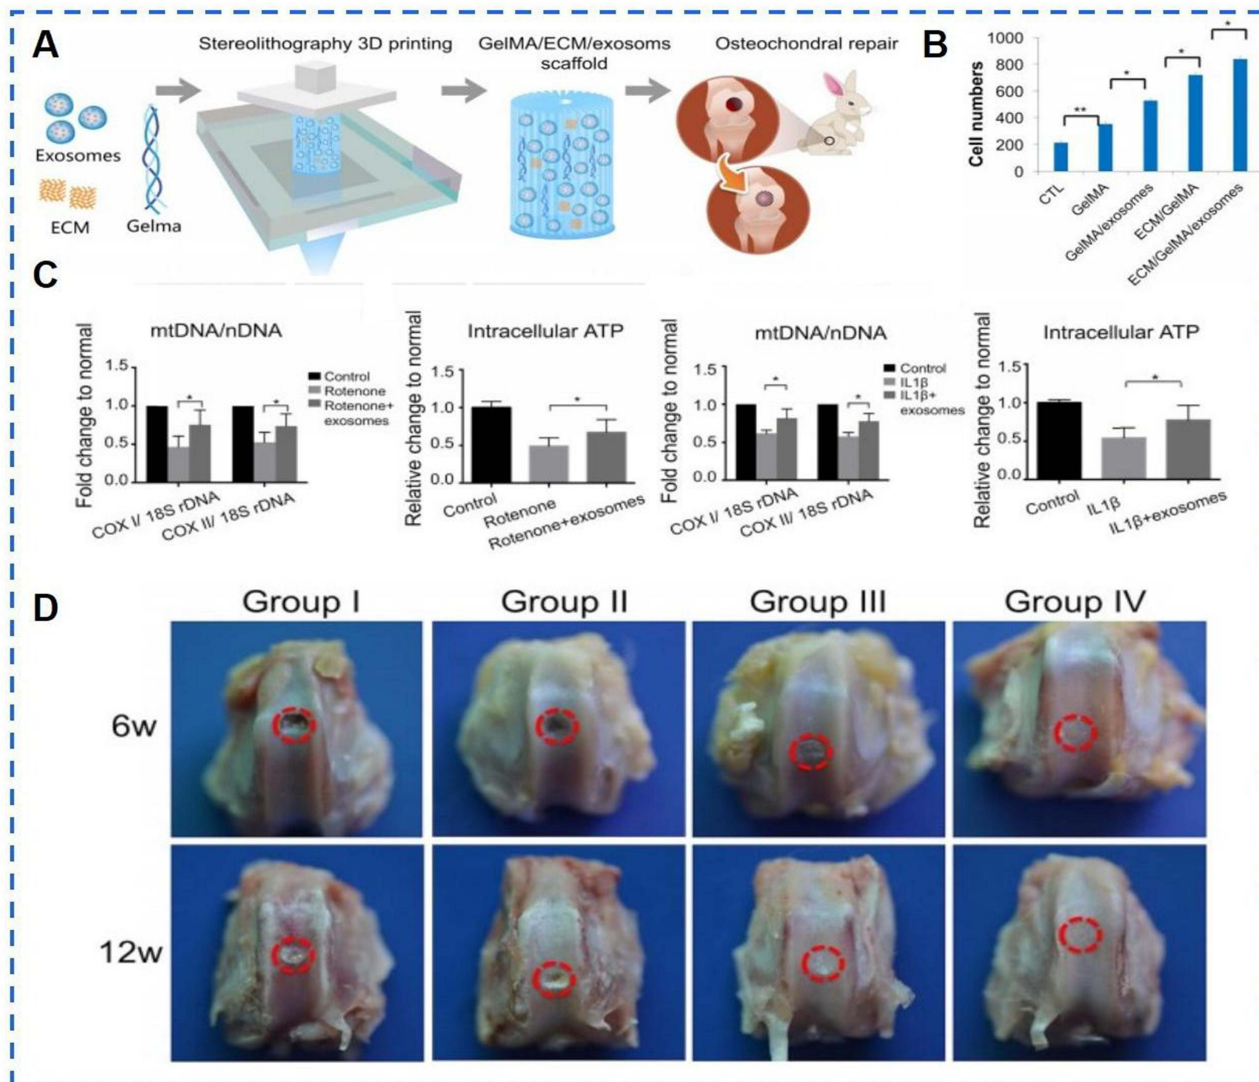 A
Stereolithography 3D printing
GelMA/ECM/exosoms
scaffold
Osteochondral repair
Exosomes
ECM
Gelma
B
Cell numbers
1000
800
600
400
200
0
**
*
*
*
CTL
GelMA
GelMA/exosomes
ECM/GelMA
ECM/GelMA/exosomes
C
mtDNA/nDNA
Fold change to normal
1.5
1.0
0.5
0.0
*
*
Control
Rotenone
Rotenone+
exosomes
COX I/ 18S rDNA
COX II/ 18S rDNA
Intracellular ATP
Relative change to normal
1.5
1.0
0.5
0.0
*
Control
Rotenone
Rotenone+exosomes
mtDNA/nDNA
Fold change to normal
1.5
1.0
0.5
0.0
*
*
Control
IL1β
IL1β+
exosomes
COX I/ 18S rDNA
COX II/ 18S rDNA
Intracellular ATP
Relative change to normal
1.5
1.0
0.5
0.0
*
Control
IL1β
IL1β+exosomes
D
Group I
Group II
Group III
Group IV
6w
12w